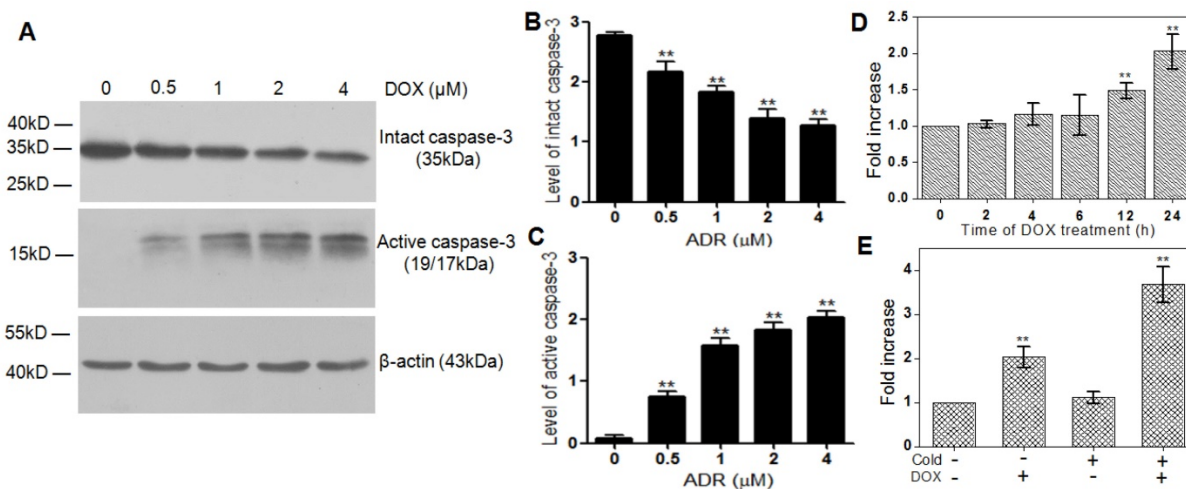 A
0 0.5 1 2 4 DOX (μM)
40kD
35kD
25kD
Intact caspase-3
(35kDa)
15kD
Active caspase-3
(19/17kDa)
55kD
40kD
β-actin (43kDa)
B
Level of intact caspase-3
3
2
1
0
** ** ** **
0 0.5 1 2 4
ADR (μM)
C
Level of active caspase-3
3
2
1
0
** ** ** **
0 0.5 1 2 4
ADR (μM)
D
Fold increase
2.5
2.0
1.5
1.0
0.5
0.0
** **
0 2 4 6 12 24
Time of DOX treatment (h)
E
Fold increase
4
2
0
** **
Cold - - + +
DOX - + - +